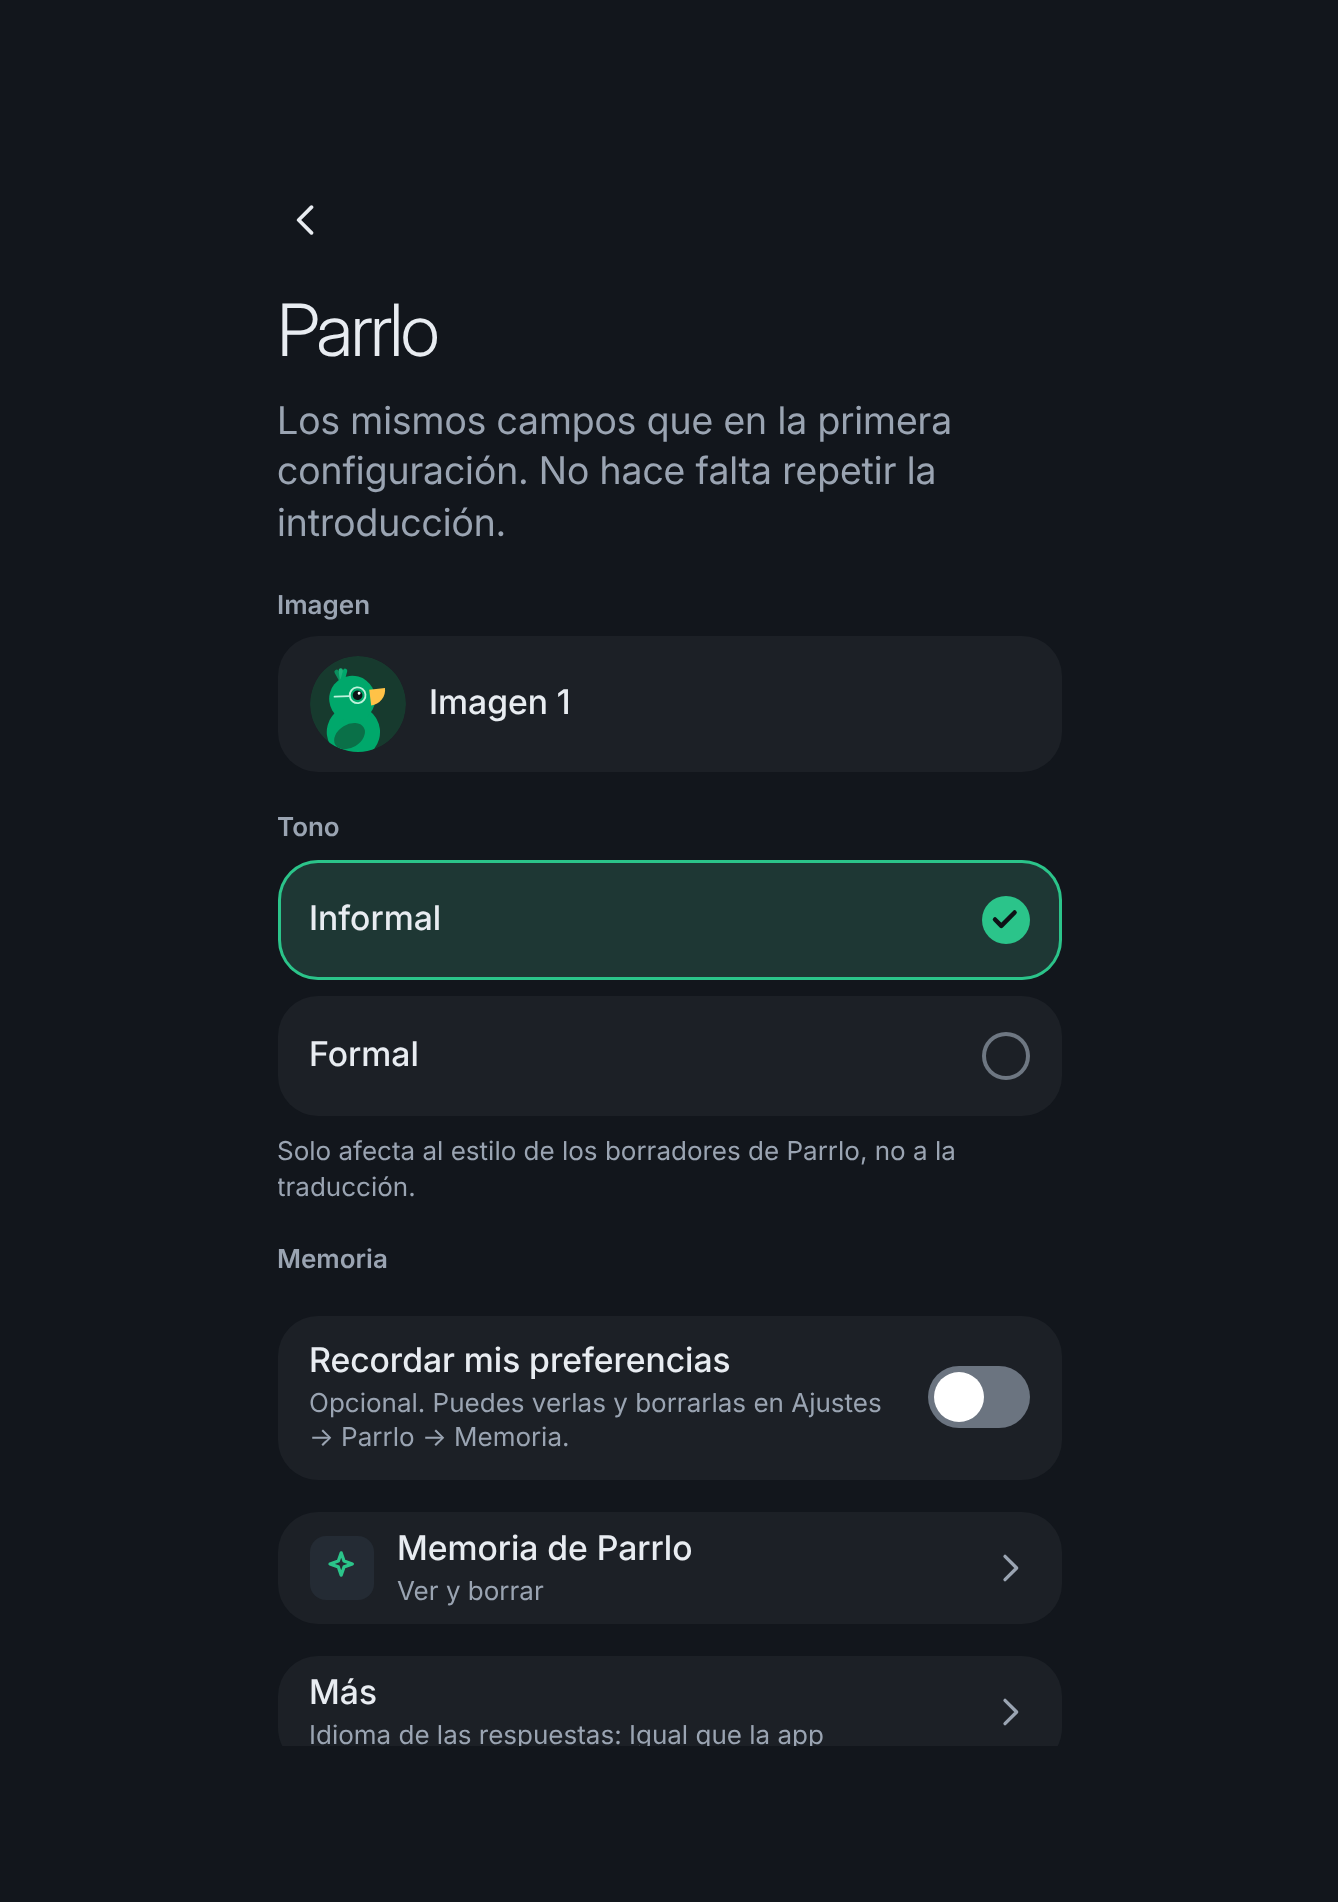 Parrlo
Los mismos campos que en la primera
configuración. No hace falta repetir la
introducción.
Imagen
Imagen 1
Tono
Informal
Formal
Solo afecta al estilo de los borradores de Parrlo, no a la
traducción.
Memoria
Recordar mis preferencias
Opcional. Puedes verlas y borrarlas en Ajustes
→ Parrlo → Memoria.
Memoria de Parrlo
Ver y borrar
Más
Idioma de las respuestas: Igual que la app